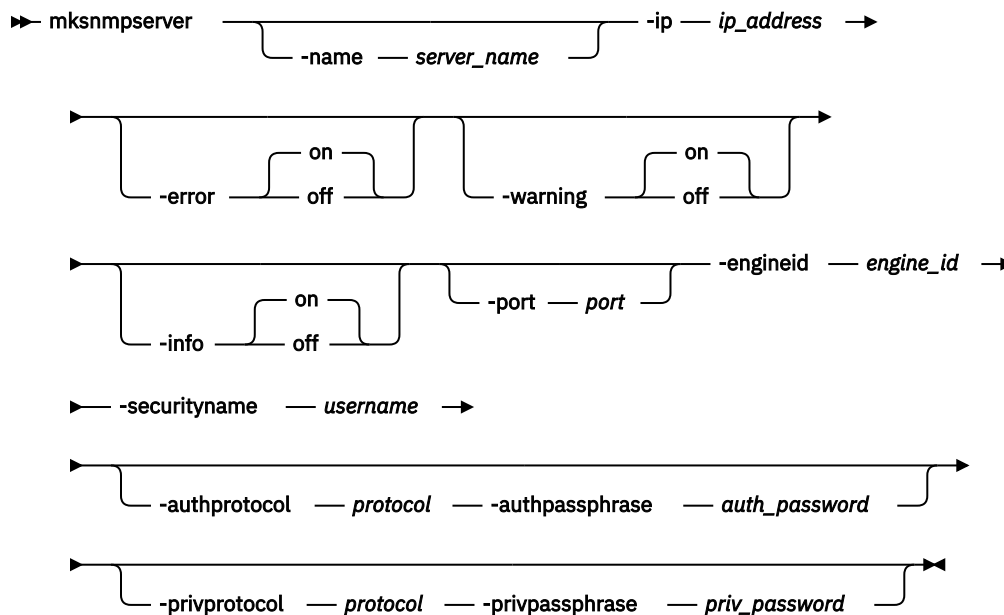 mksnmpserver -ip ip_address
-name server_name
on on
-error off -warning off
-engineid engine_id
on -port port
-info off
-securityname username
-authprotocol protocol -authpassphrase auth_password
-privprotocol protocol -privpassphrase priv_password